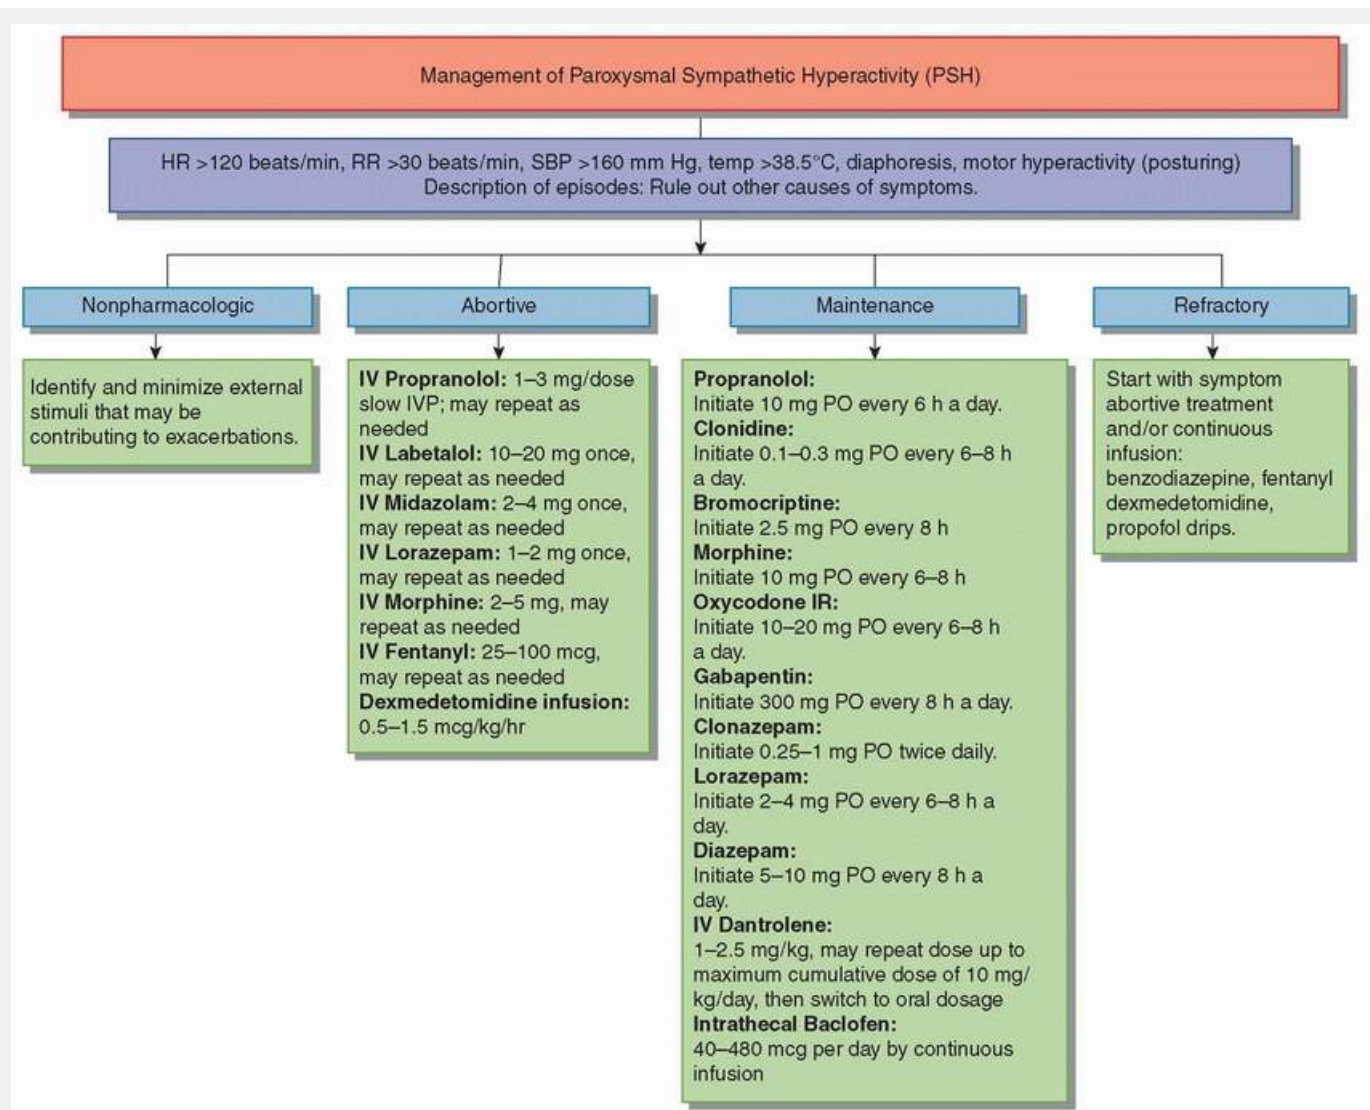 Management of Paroxysmal Sympathetic Hyperactivity (PSH)
HR >120 beats/min, RR >30 beats/min, SBP >160 mm Hg, temp >38.5°C, diaphoresis, motor hyperactivity (posturing)
Description of episodes: Rule out other causes of symptoms.
Nonpharmacologic
Identify and minimize external
stimuli that may be
contributing to exacerbations.
Abortive
IV Propranolol: 1–3 mg/dose
slow IVP; may repeat as
needed
IV Labetalol: 10–20 mg once,
may repeat as needed
IV Midazolam: 2–4 mg once,
may repeat as needed
IV Lorazepam: 1–2 mg once,
may repeat as needed
IV Morphine: 2–5 mg, may
repeat as needed
IV Fentanyl: 25–100 mcg,
may repeat as needed
Dexmedetomidine infusion:
0.5–1.5 mcg/kg/hr
Maintenance
Propranolol:
Initiate 10 mg PO every 6 h a day.
Clonidine:
Initiate 0.1–0.3 mg PO every 6–8 h
a day.
Bromocriptine:
Initiate 2.5 mg PO every 8 h
Morphine:
Initiate 10 mg PO every 6–8 h
Oxycodone IR:
Initiate 10–20 mg PO every 6–8 h
a day.
Gabapentin:
Initiate 300 mg PO every 8 h a day.
Clonazepam:
Initiate 0.25–1 mg PO twice daily.
Lorazepam:
Initiate 2–4 mg PO every 6–8 h a
day.
Diazepam:
Initiate 5–10 mg PO every 8 h a
day.
IV Dantrolene:
1–2.5 mg/kg, may repeat dose up to
maximum cumulative dose of 10 mg/
kg/day, then switch to oral dosage
Intrathecal Baclofen:
40–480 mcg per day by continuous
infusion
Refractory
Start with symptom
abortive treatment
and/or continuous
infusion:
benzodiazepine, fentanyl
dexmedetomidine,
propofol drips.